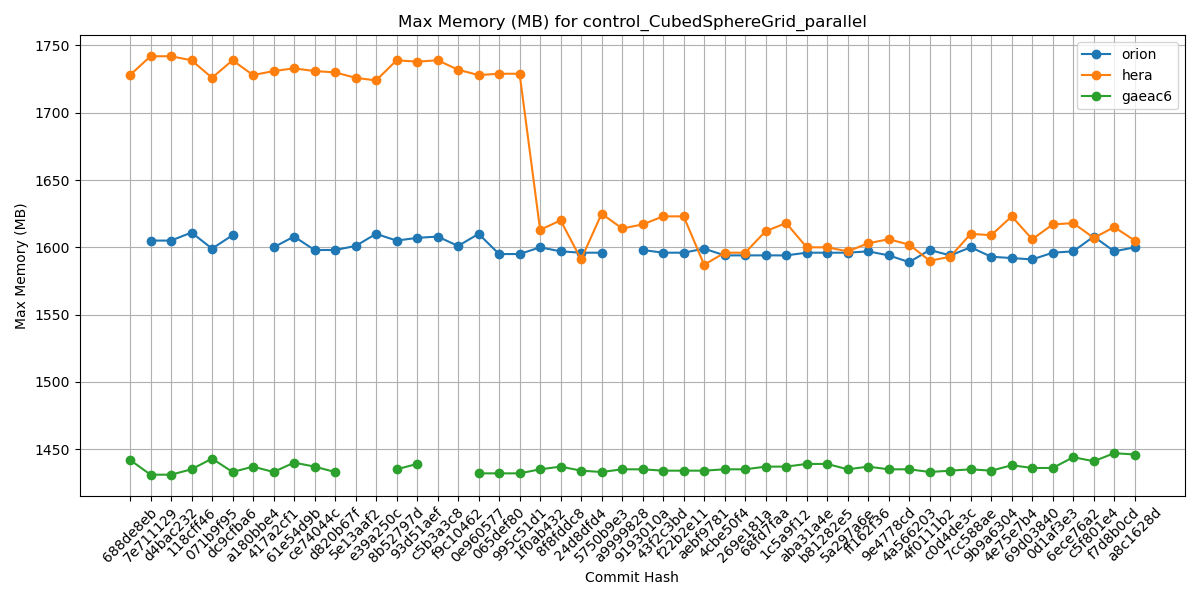 Max Memory (MB) for control_CubedSphereGrid_parallel
orion
hera
gaeac6
Max Memory (MB)
1750
1700
1650
1600
1550
1500
1450
688de8eb
7e711129
d4bac232
118cff46
071b9f95
dc9cfba6
a180bbe4
417a2cf1
61e54d9b
ce74044c
d820b67f
5e13aaf2
e39a250c
8b52797d
93d51aef
c5b3a3c8
f9c10462
0e960577
065def80
995c51d1
1f0ab432
8f8fddc8
24d8dfd4
5750b9e3
a9999828
9193010a
43f2c3bd
f22b2e11
aebf9781
4cbe50f4
269e181a
68fd7faa
1c5a9f12
aba31a4e
b81282e5
5a297a6e
ff162f36
9e4778cd
4a566203
4f011b2
c0d4de3c
7cc588ae
9b9a6304
4e75e7b4
69d03840
0d1af3e3
6ece76a2
c5f801e4
f7d8b0cd
a8c1628d
Commit Hash